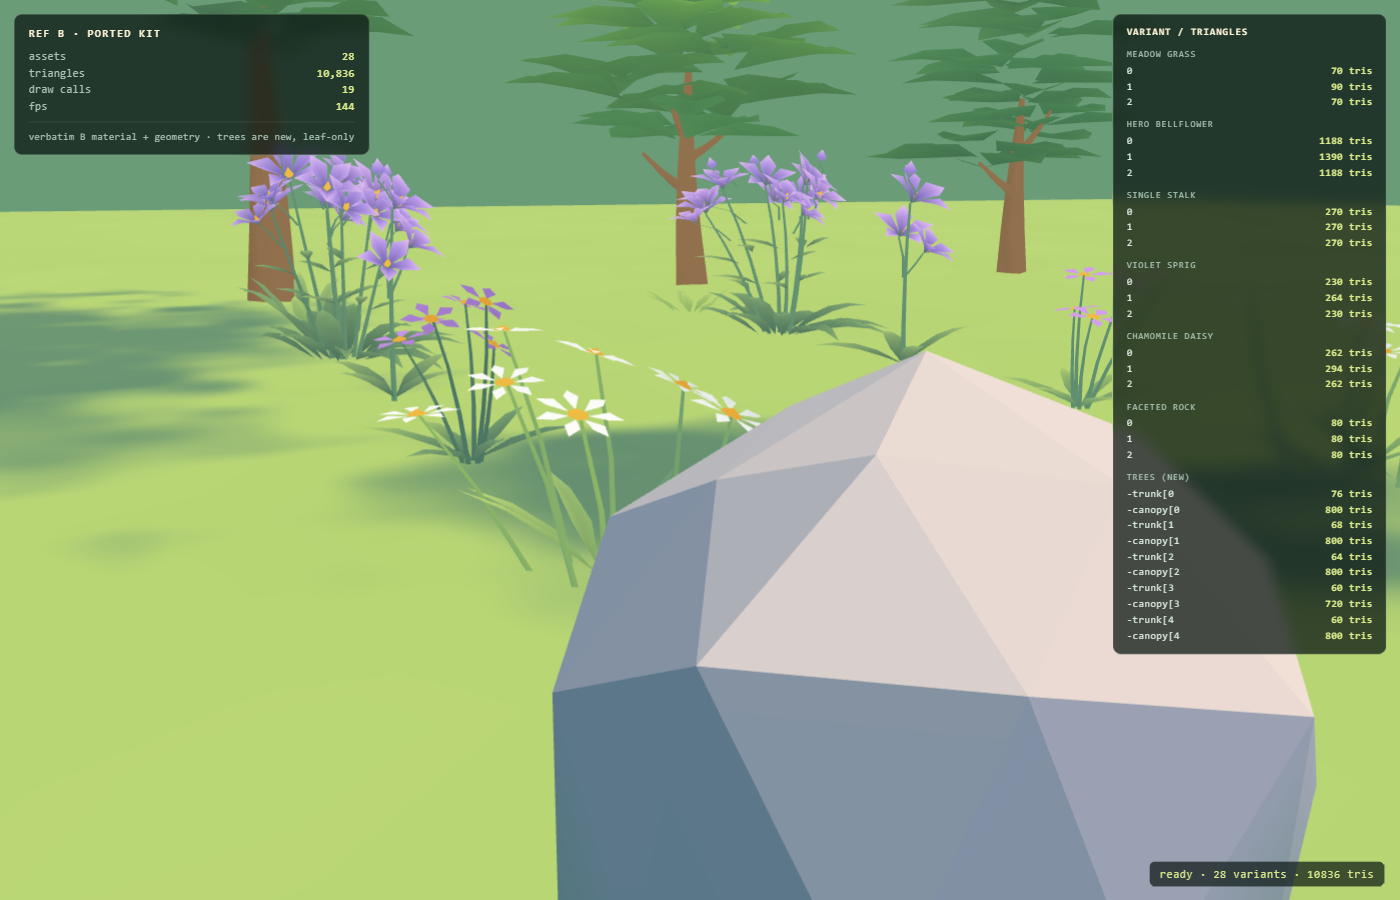 REF B · PORTED KIT
assets 28
triangles 10,836
draw calls 19
fps 144
verbatim B material + geometry · trees are new, leaf-only
VARIANT / TRIANGLES
MEADOW GRASS
0 70 tris
1 90 tris
2 70 tris
HERO BELLFLOWER
0 1188 tris
1 1390 tris
2 1188 tris
SINGLE STALK
0 270 tris
1 270 tris
2 270 tris
VIOLET SPRIG
0 230 tris
1 264 tris
2 230 tris
CHAMOMILE DAISY
0 262 tris
1 294 tris
2 262 tris
FACETED ROCK
0 80 tris
1 80 tris
2 80 tris
TREES (NEW)
-trunk[0 76 tris
-canopy[0 800 tris
-trunk[1 68 tris
-canopy[1 800 tris
-trunk[2 64 tris
-canopy[2 800 tris
-trunk[3 60 tris
-canopy[3 720 tris
-trunk[4 60 tris
-canopy[4 800 tris
ready · 28 variants · 10836 tris